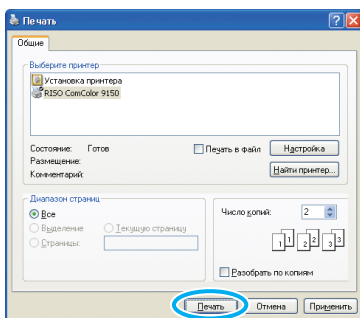 Печать
Общие
Выберите принтер
Установка принтера
RISO ComColor 9150
Состояние: Готов
Размещение:
Комментарий:
Печать в файл
Настройка
Найти принтер...
Диапазон страниц
Все
Выделение Текущую страницу
Страницы:
Число копий: 2
1 1 2 2 3 3
Разобрать по копиям
Печать Отмена Применить